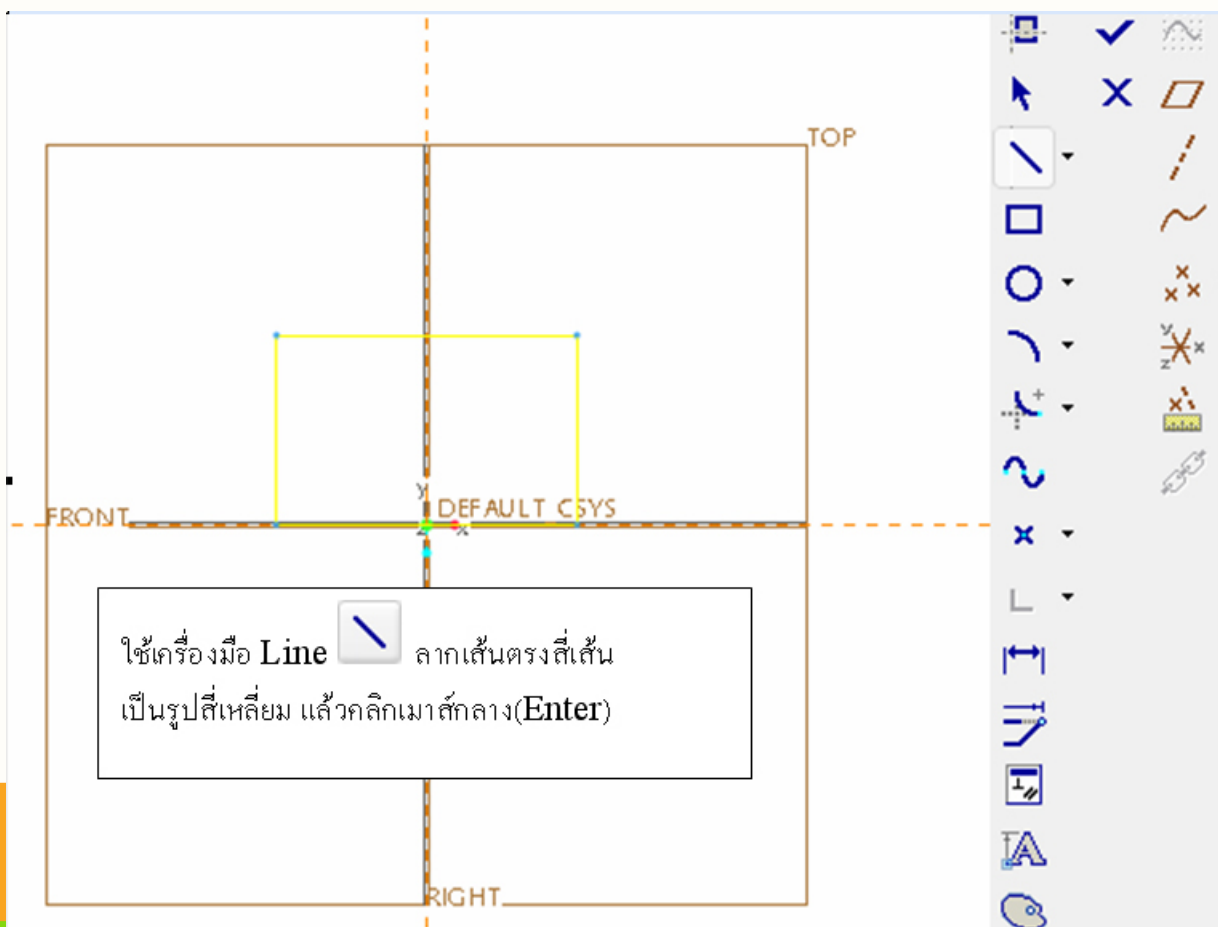 TOP
Y
DEFAULT CSYS
FRONT
Z X
ใช้เครื่องมือ Line ลากเส้นตรงสี่เส้น
เป็นรูปสี่เหลี่ยม แล้วคลิกเมาส์กลาง(Enter)
RIGHT